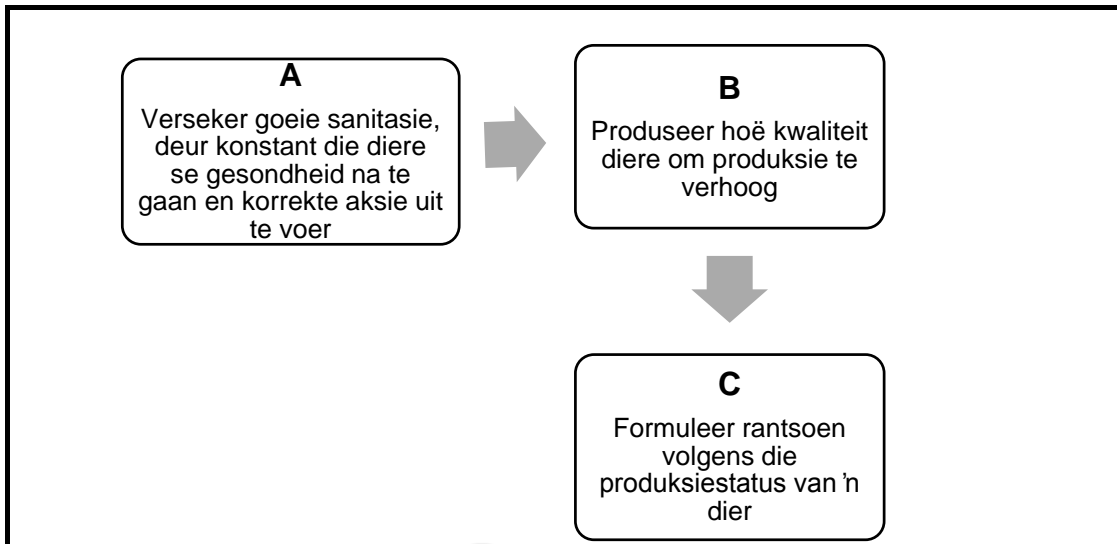 A
Verseker goeie sanitasie,
deur konstant die diere
se gesondheid na te
gaan en korrekte aksie uit
te voer
B
Produseer hoë kwaliteit
diere om produksie te
verhoog
C
Formuleer rantsoen
volgens die
produksiestatus van 'n
dier